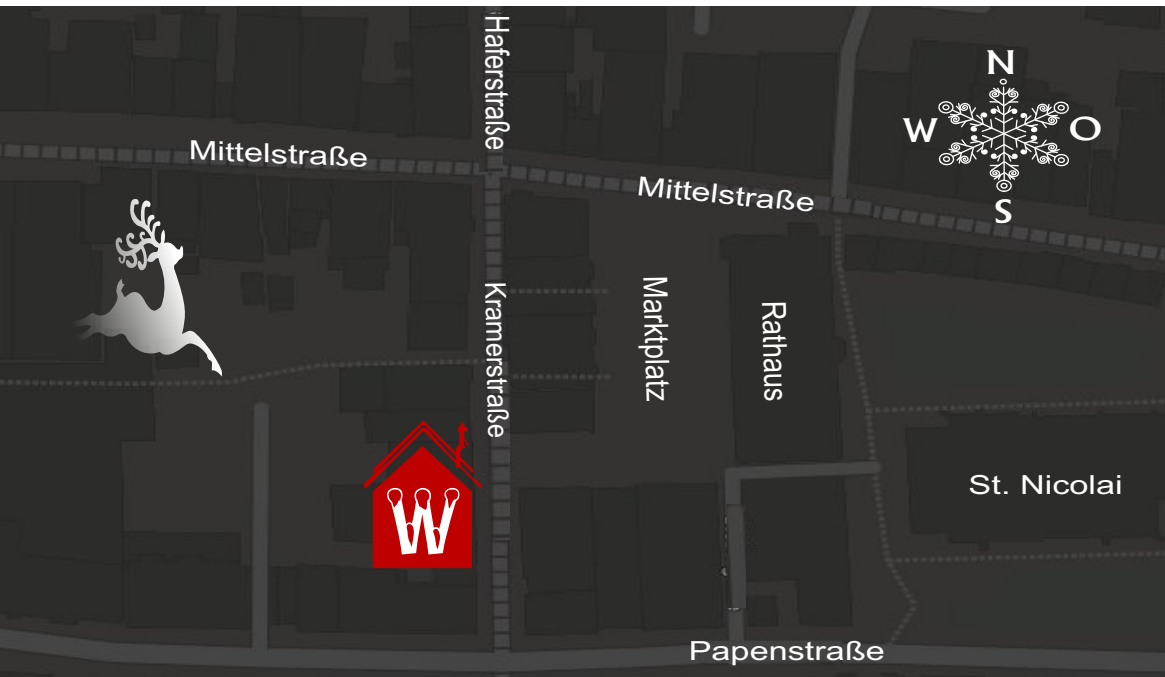 Haferstraße
N
W
O
S
Mittelstraße
Mittelstraße
Kramerstraße
Marktplatz
Rathaus
W
St. Nicolai
Papenstraße